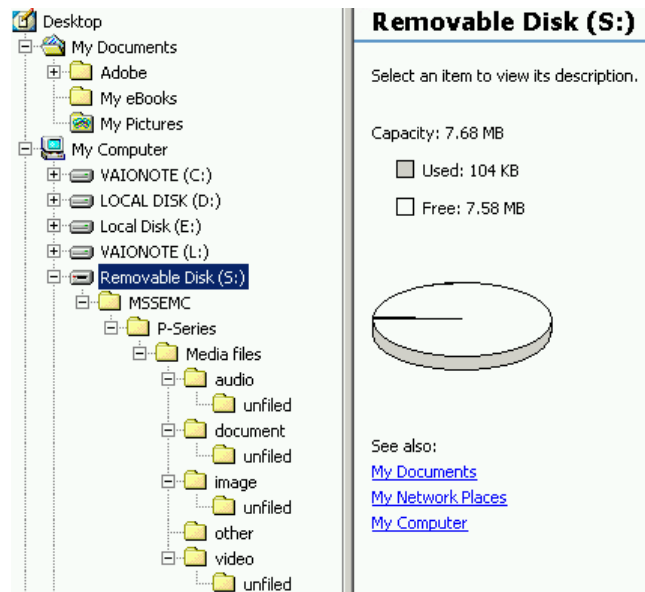 Desktop
My Documents
Adobe
My eBooks
My Pictures
My Computer
VAIONOTE (C:)
LOCAL DISK (D:)
Local Disk (E:)
VAIONOTE (L:)
Removable Disk (S:)
MSSEMC
P-Series
Media files
audio
unfiled
document
unfiled
image
unfiled
other
video
unfiled
Removable Disk (S:)
Select an item to view its description.
Capacity: 7.68 MB
Used: 104 KB
Free: 7.58 MB
See also:
My Documents
My Network Places
My Computer